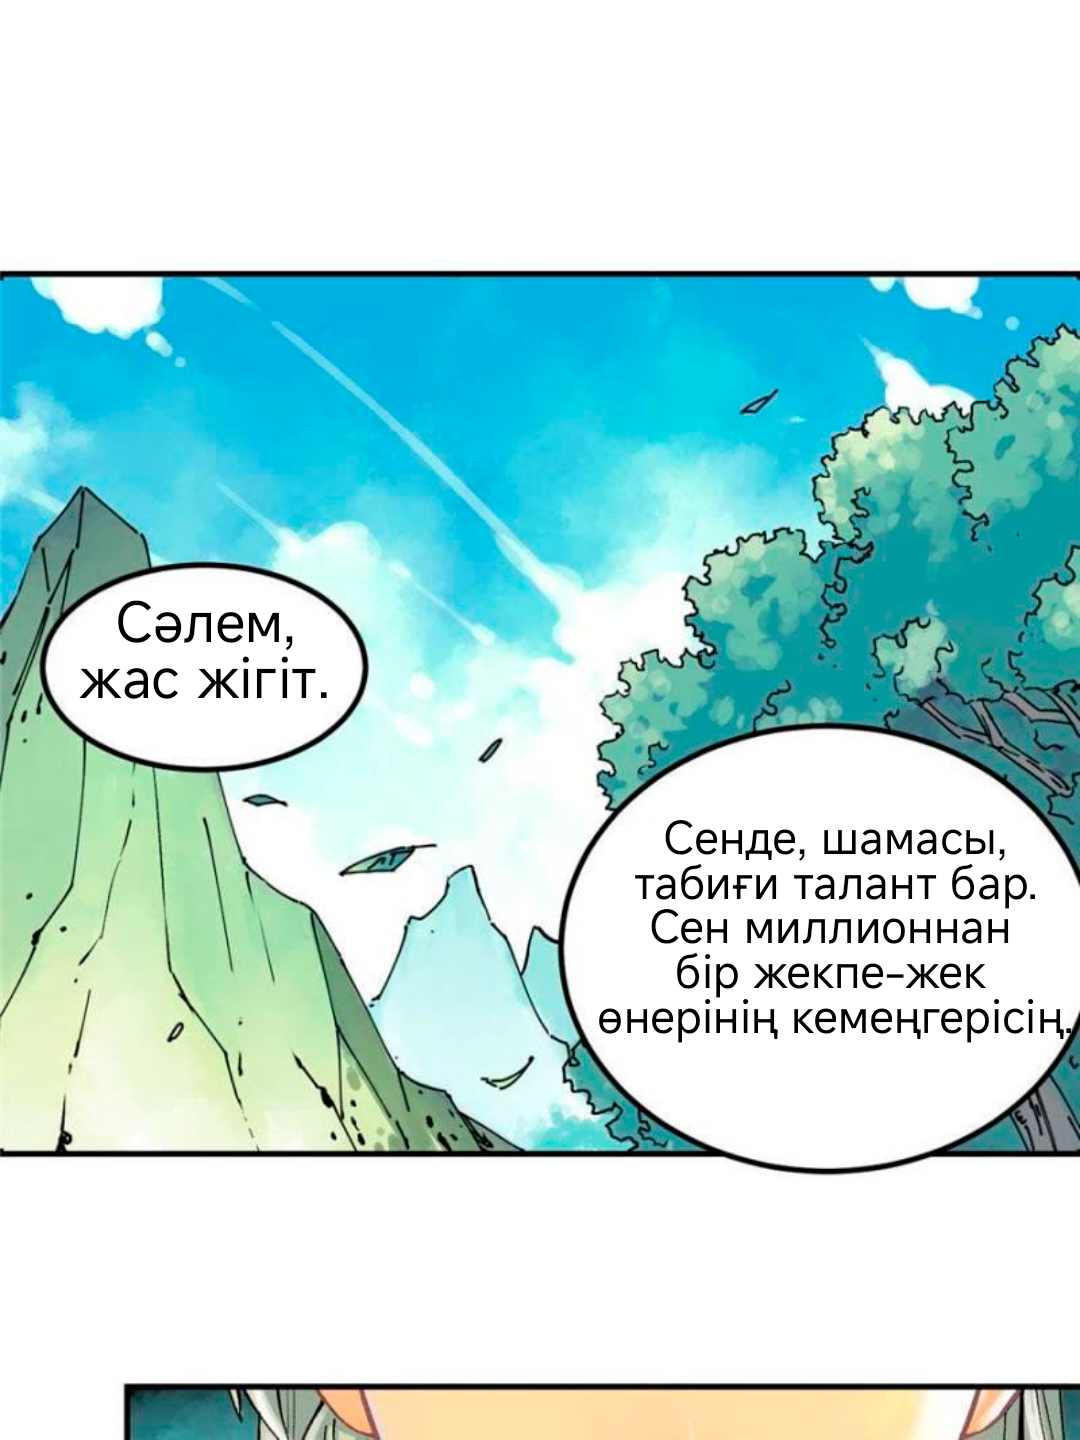 Сәлем,
жас жігіт.
Сенде, шамасы,
табиғи талант бар.
Сен миллионнан
бір жекпе-жек
өнерінің кемеңгерісің.